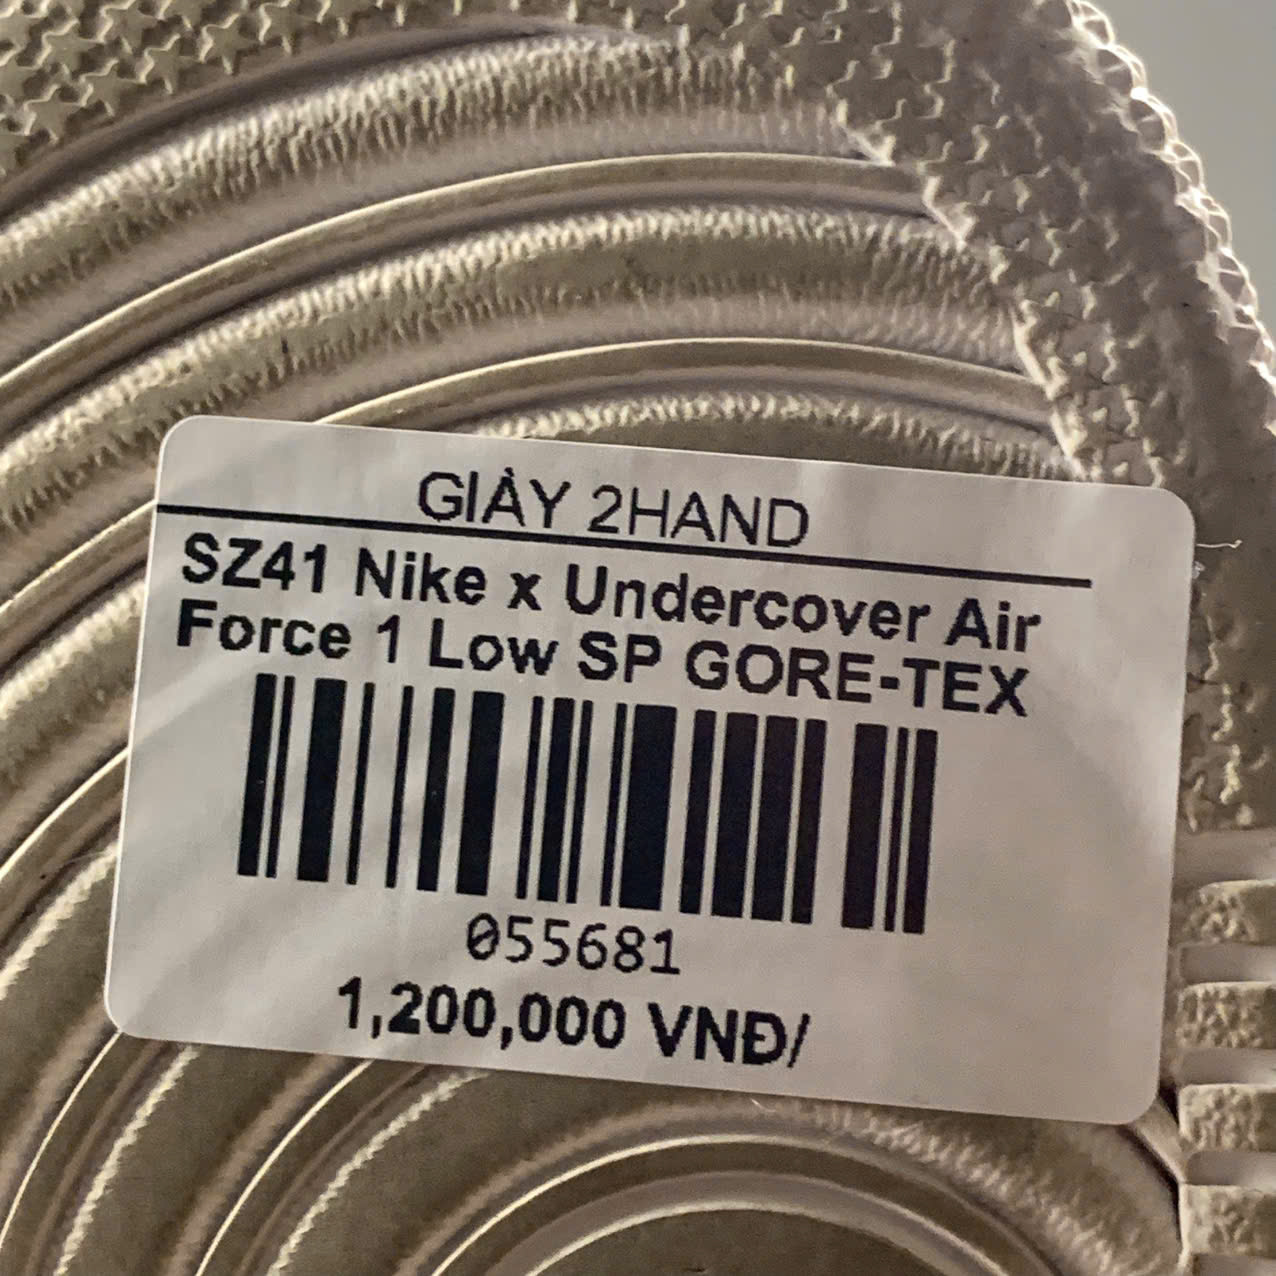 GIÀY 2HAND
SZ41 Nike x Undercover Air
Force 1 Low SP GORE-TEX
055681
1,200,000 VNĐ/